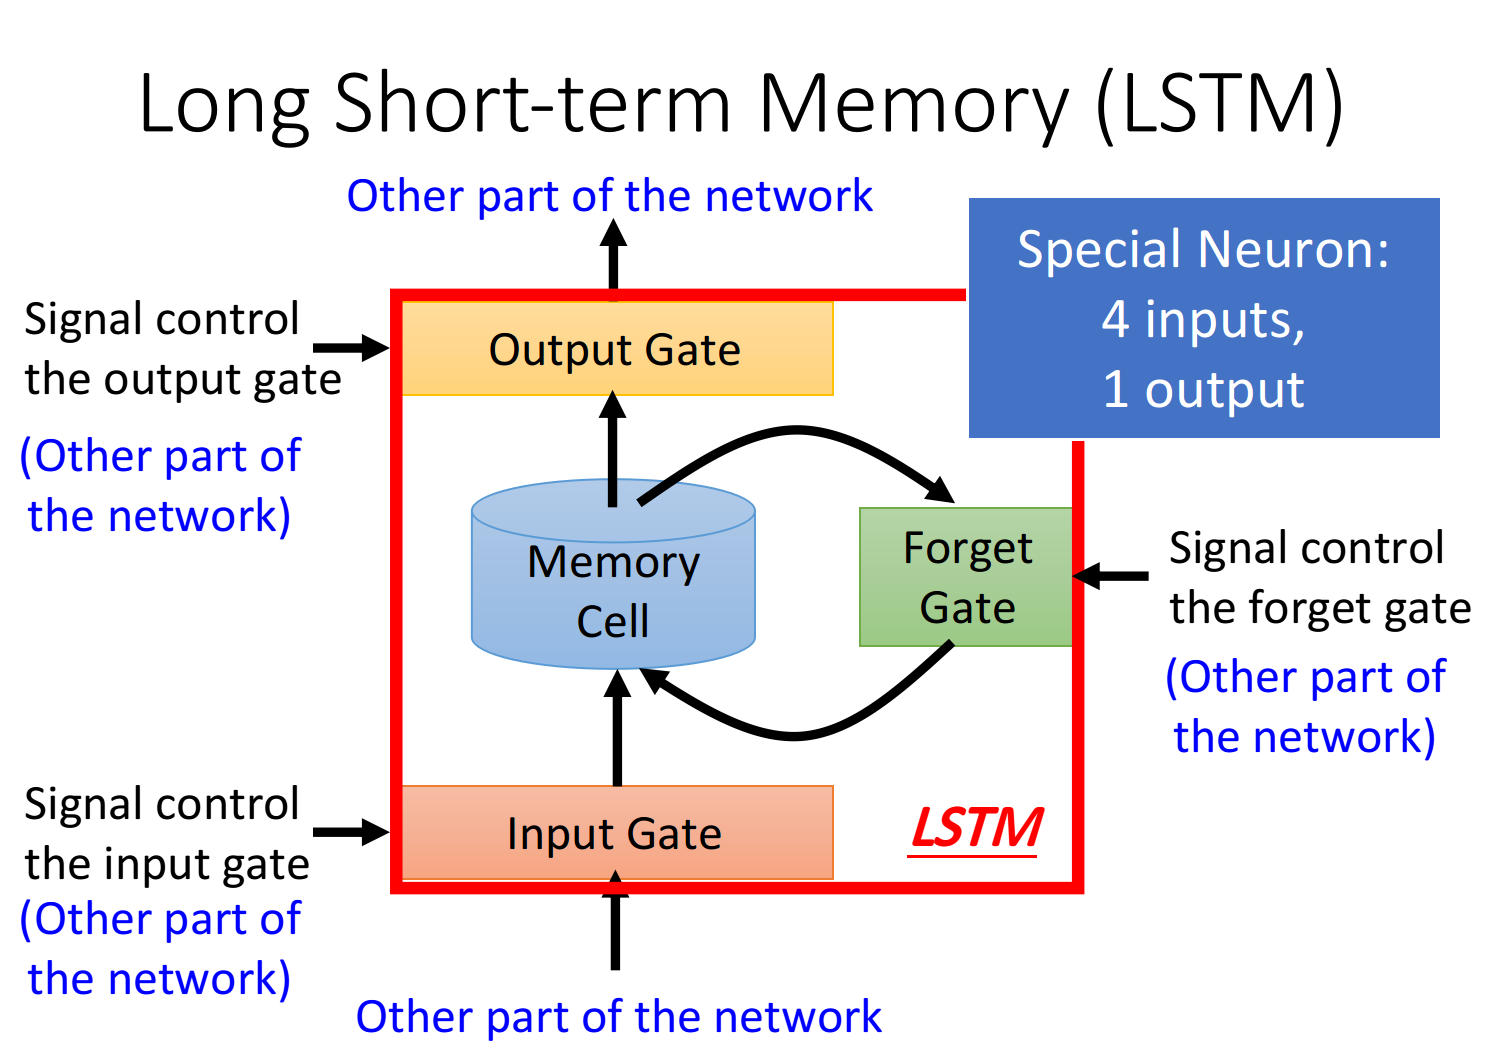 Long Short-term Memory (LSTM)
Other part of the network
Special Neuron:
4 inputs,
1 output
Signal control
the output gate
(Other part of
the network)
Output Gate
Memory
Cell
Forget
Gate
Signal control
the forget gate
(Other part of
the network)
Signal control
the input gate
(Other part of
the network)
Input Gate
LSTM
Other part of the network